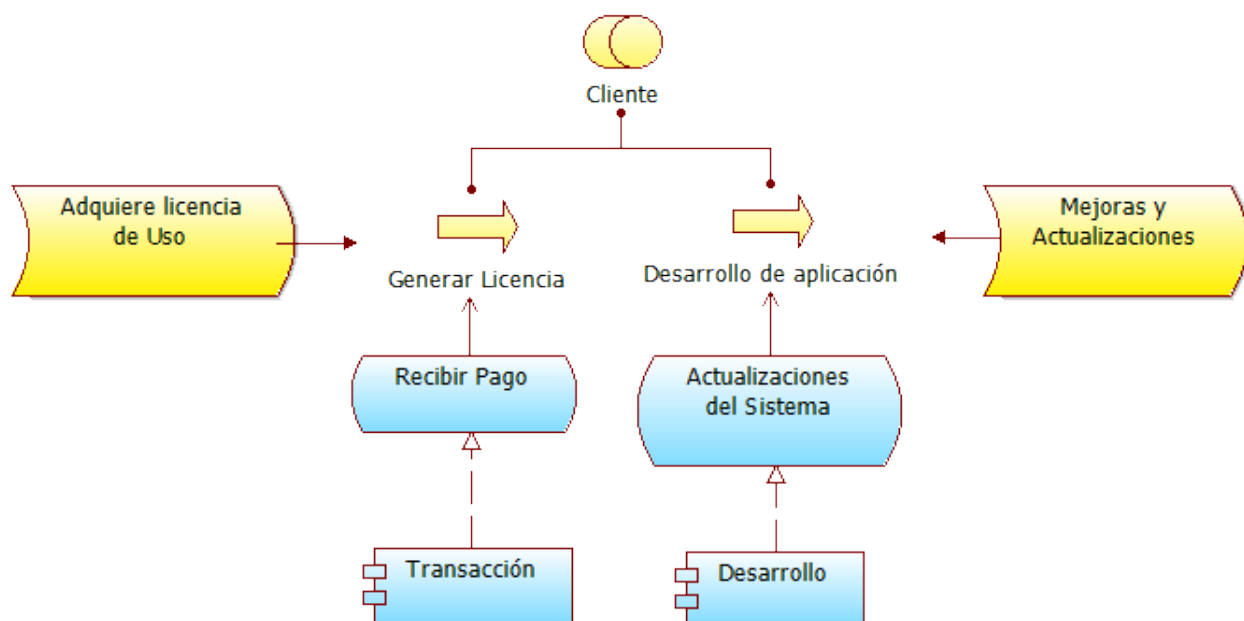 Cliente
Adquiere licencia
de Uso
Mejoras y
Actualizaciones
Generar Licencia
Desarrollo de aplicación
Recibir Pago
Actualizaciones
del Sistema
Transacción
Desarrollo